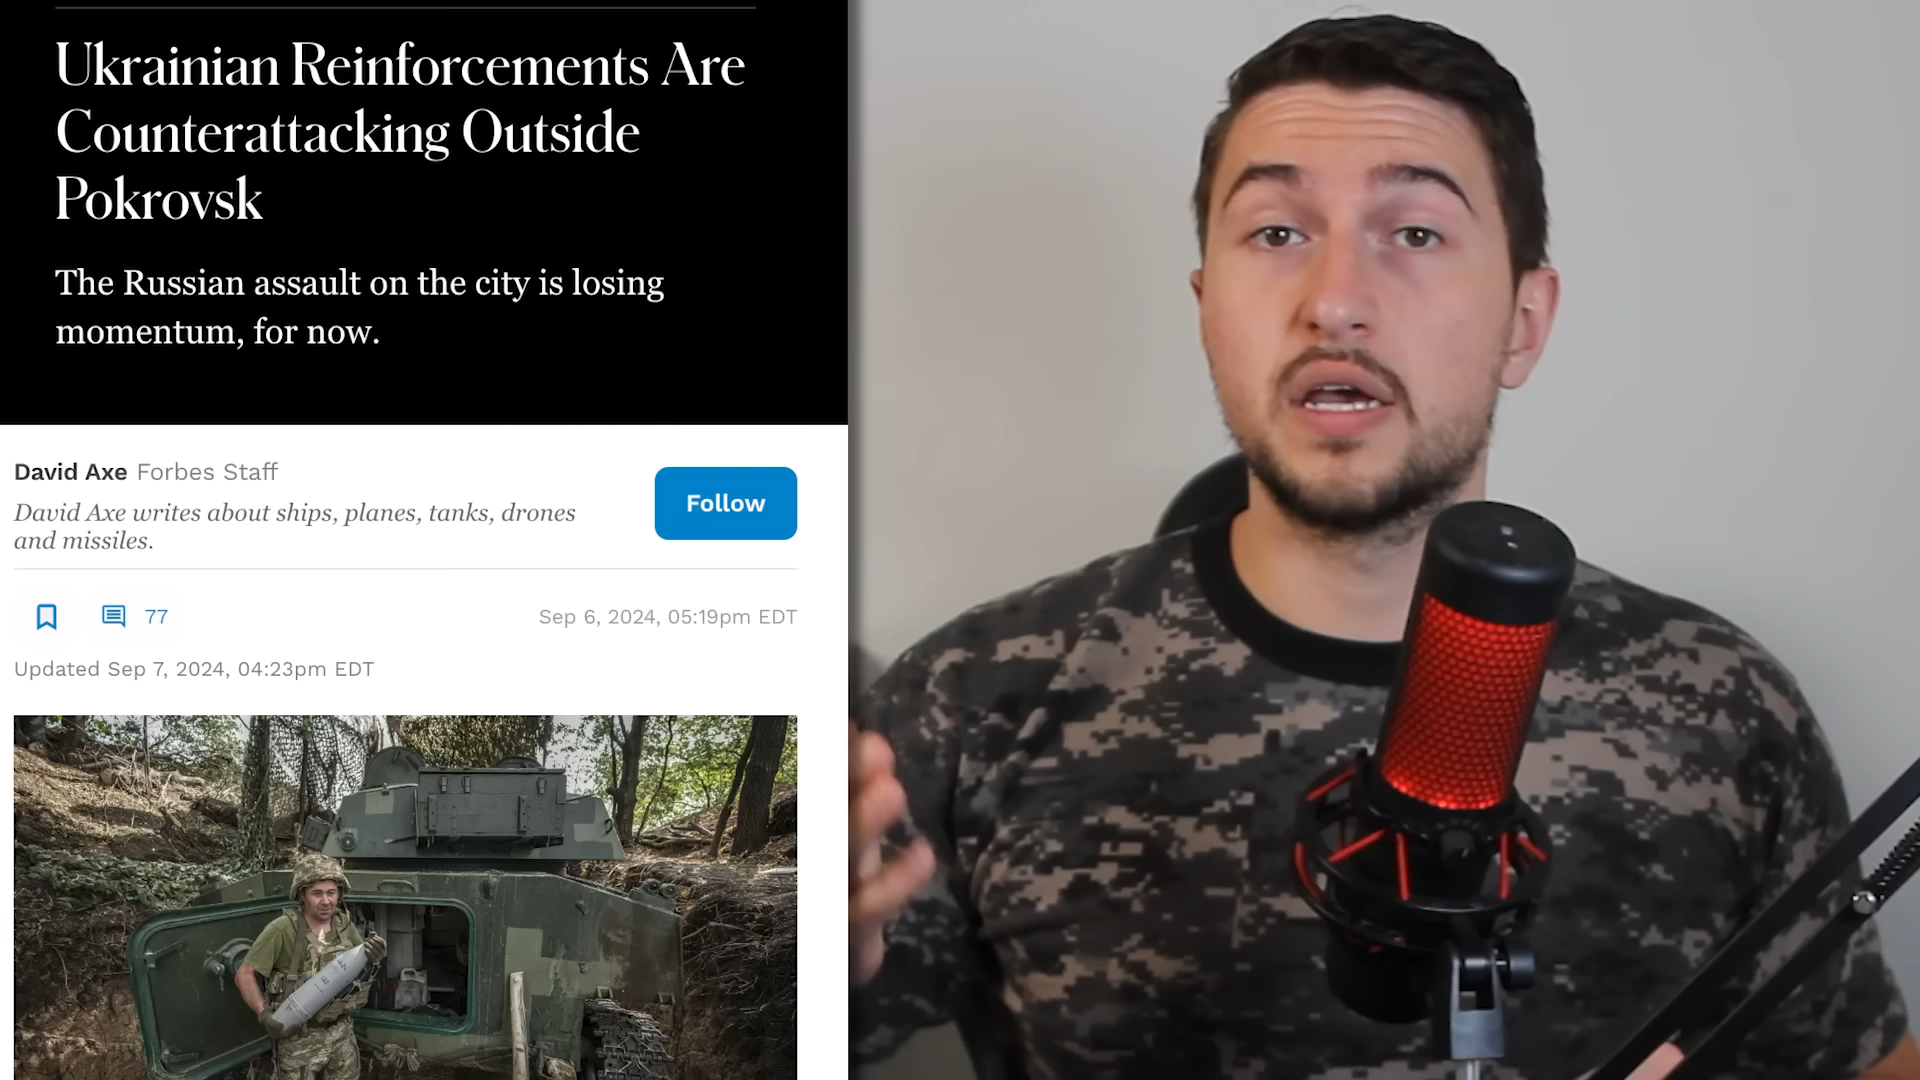 Ukrainian Reinforcements Are
Counterattacking Outside
Pokrovsk
The Russian assault on the city is losing
momentum, for now.
David Axe Forbes Staff
David Axe writes about ships, planes, tanks, drones
and missiles.
Follow
77
Sep 6, 2024, 05:19pm EDT
Updated Sep 7, 2024, 04:23pm EDT